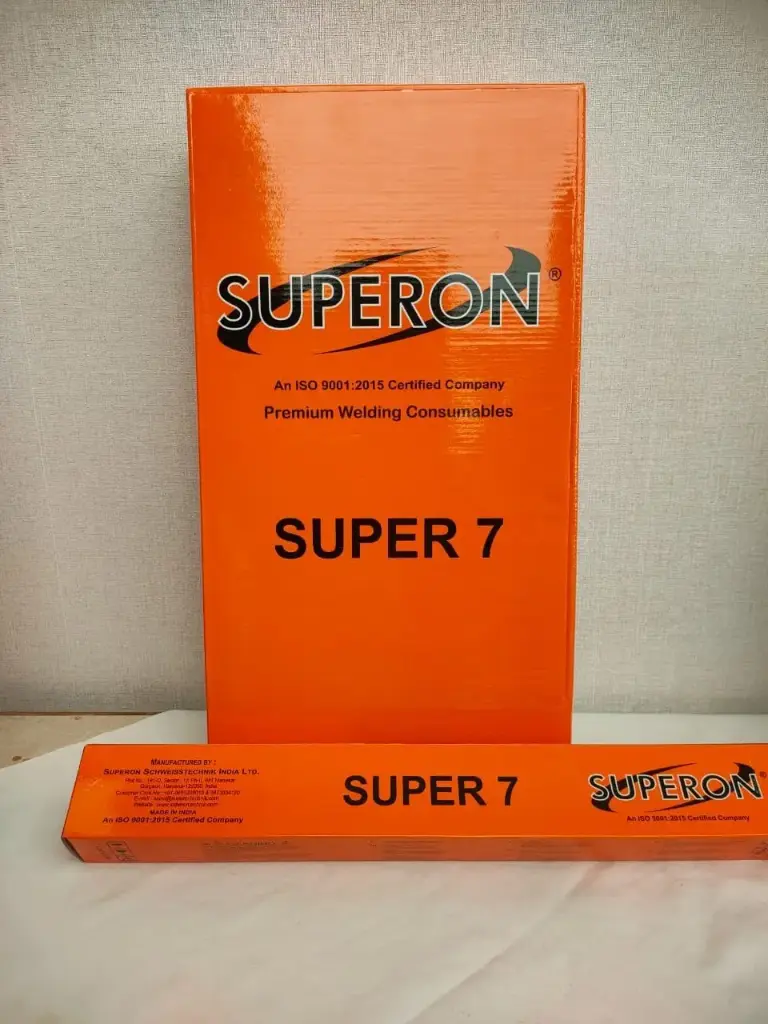 SUPERON®
An ISO 9001:2015 Certified Company
Premium Welding Consumables
SUPER 7
MANUFACTURED BY :
SUPERON SCHWEISSTECHNIK INDIA LTD.
MADE IN INDIA
An ISO 9001:2015 Certified Company
SUPER 7
SUPERON®
An ISO 9001:2015 Certified Company